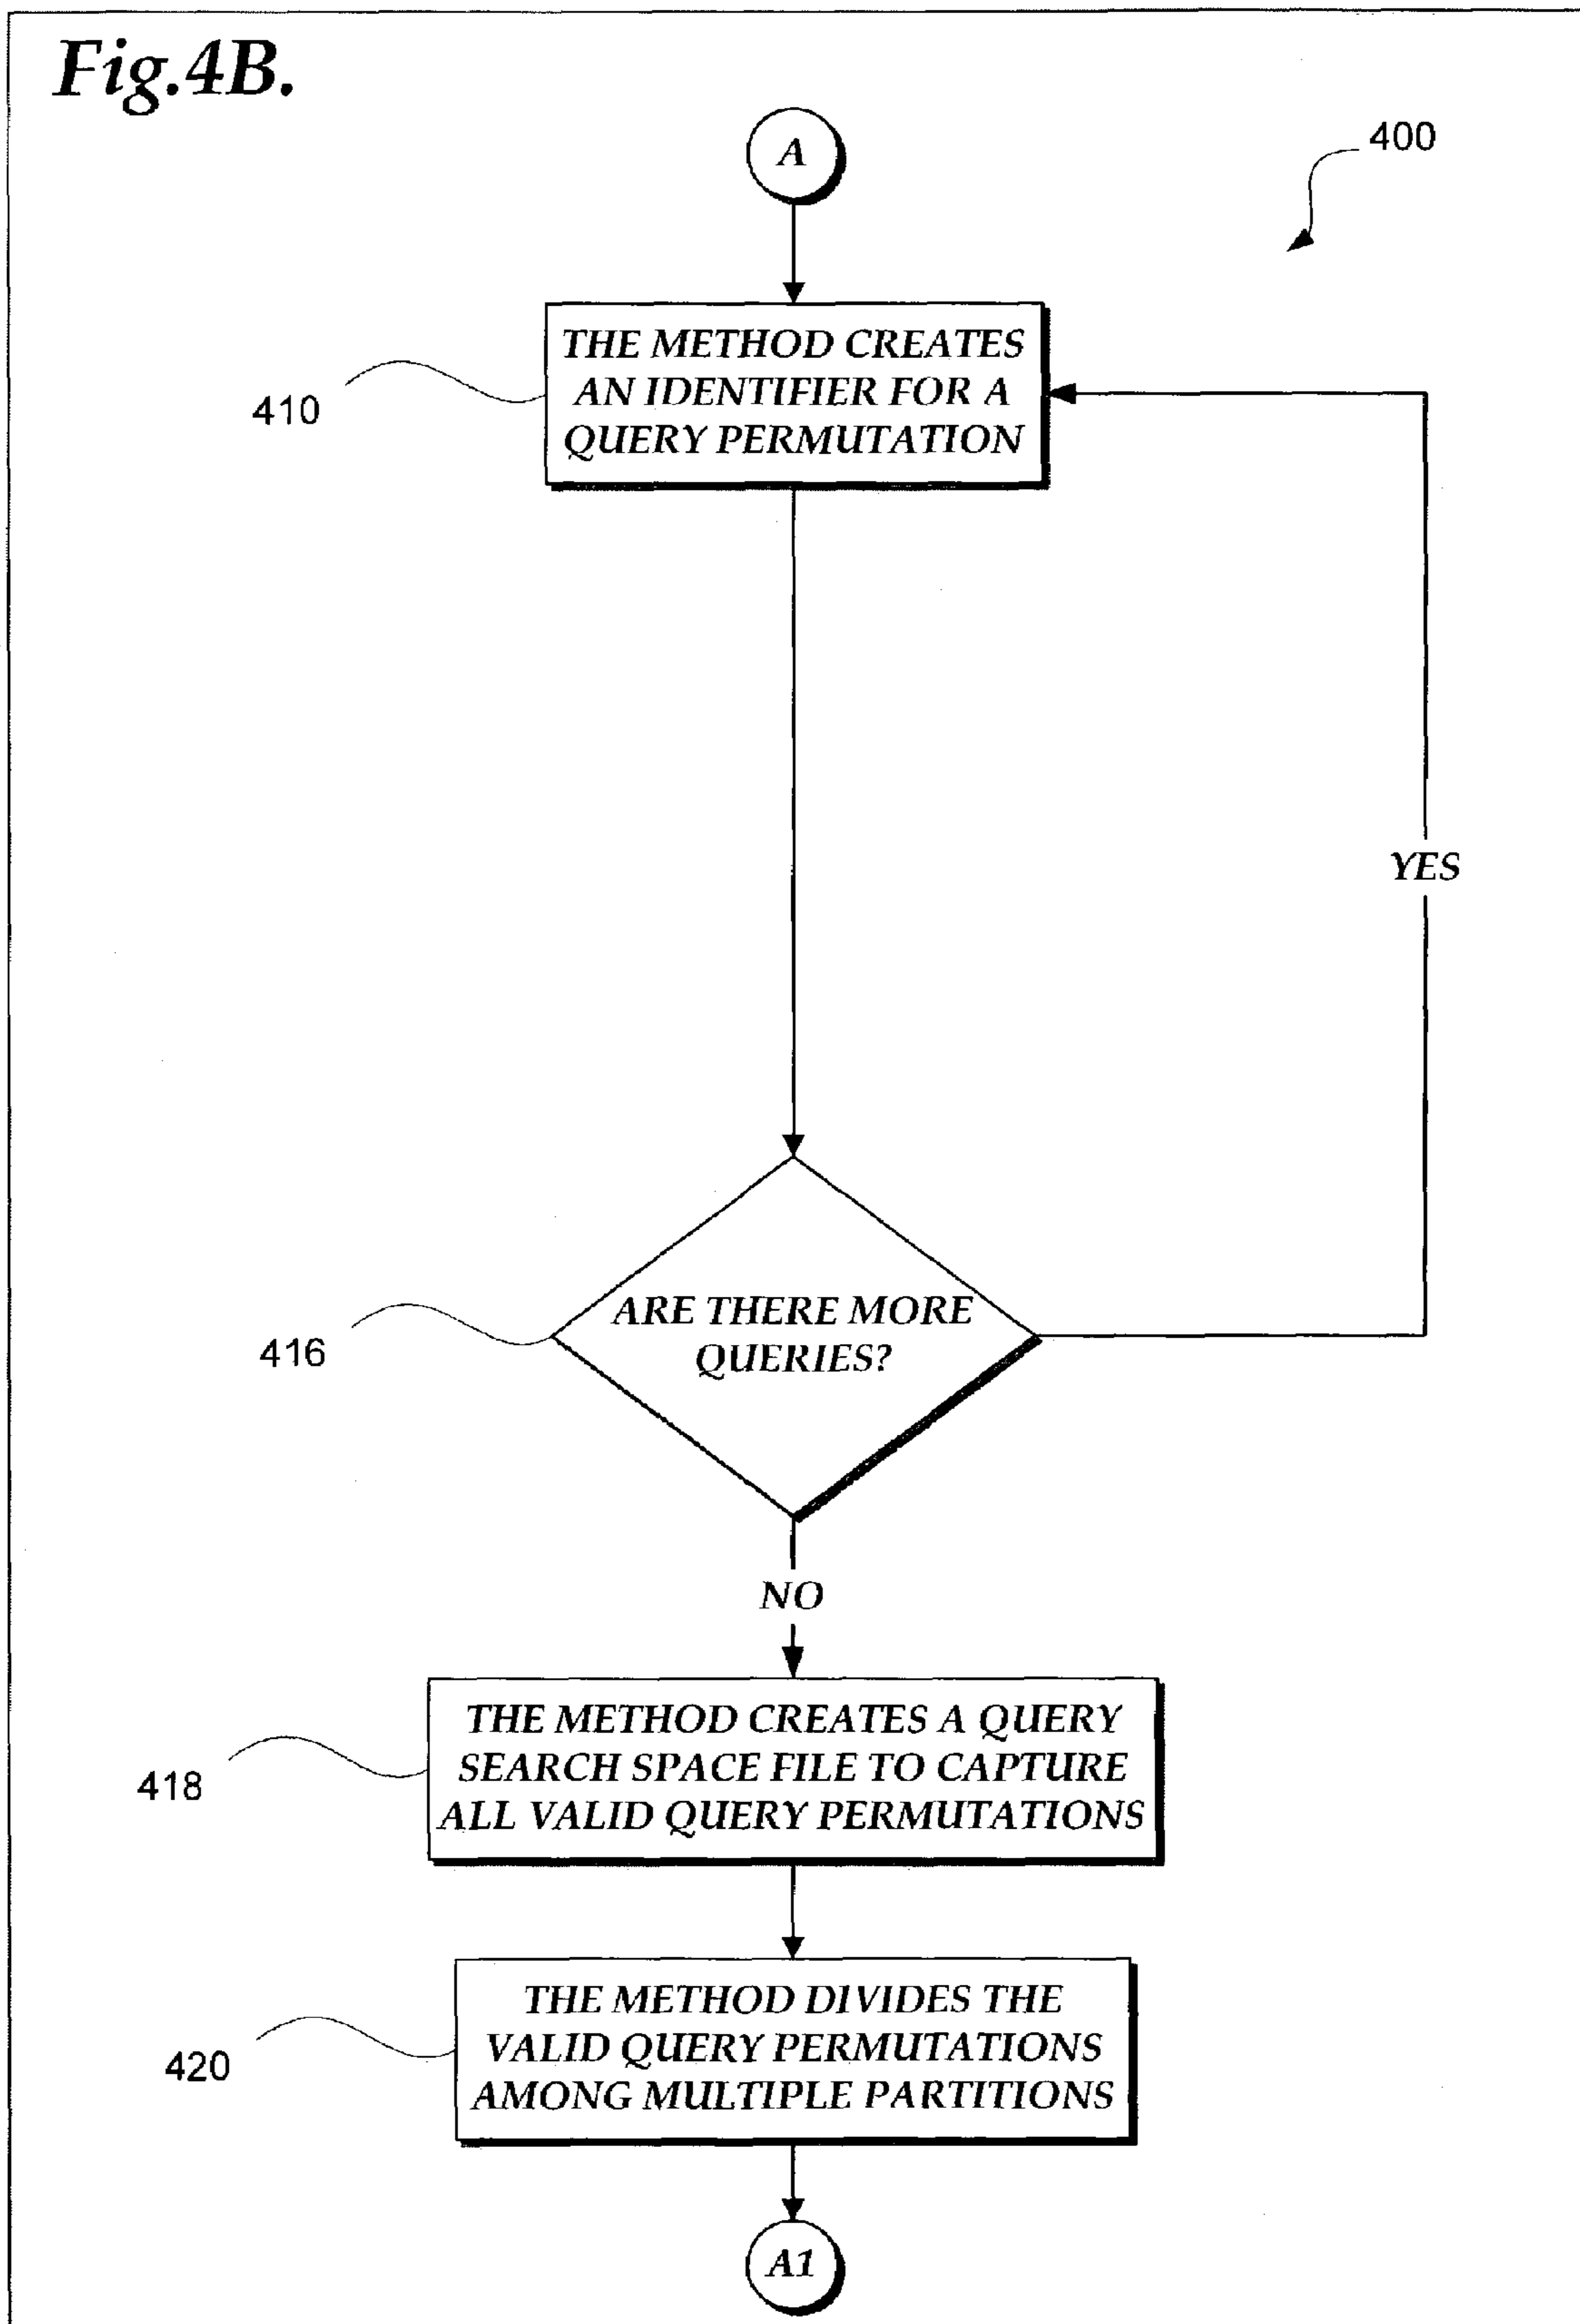 Fig.4B.
A
400
THE METHOD CREATES
AN IDENTIFIER FOR A
QUERY PERMUTATION
410
YES
ARE THERE MORE
QUERIES?
416
NO
THE METHOD CREATES A QUERY
SEARCH SPACE FILE TO CAPTURE
ALL VALID QUERY PERMUTATIONS
418
THE METHOD DIVIDES THE
VALID QUERY PERMUTATIONS
AMONG MULTIPLE PARTITIONS
420
A1